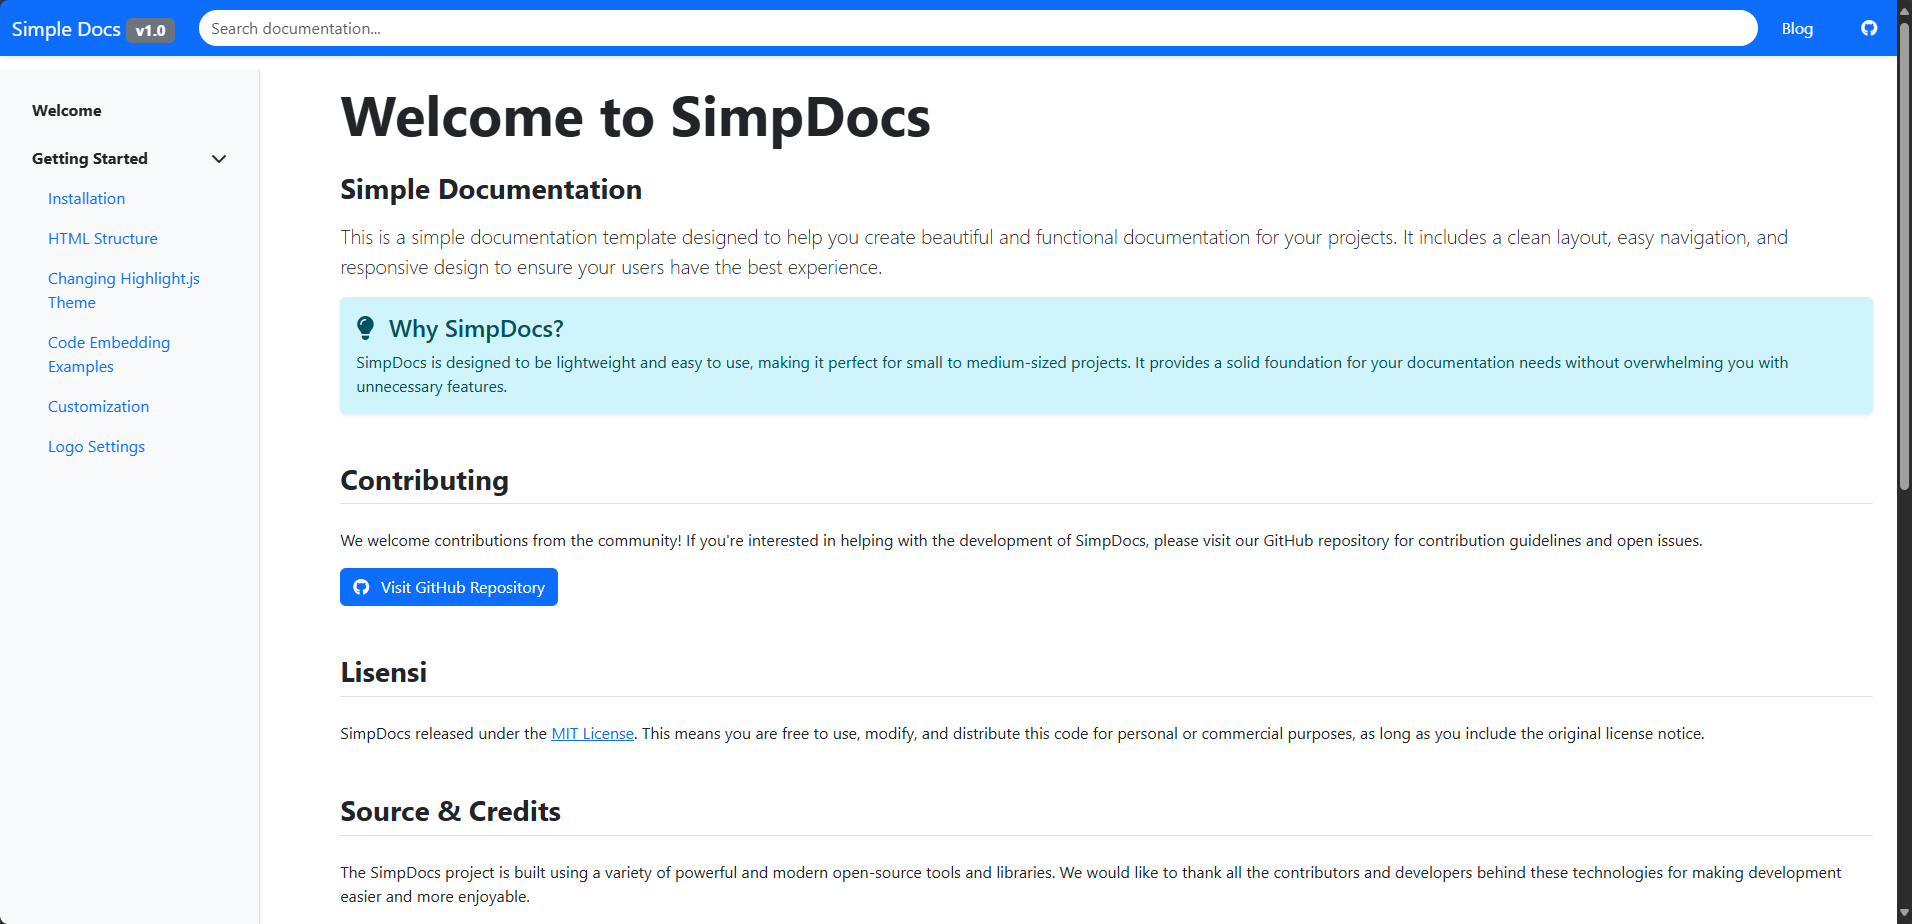 Simple Docs v1.0
Search documentation...
Blog
Welcome
Getting Started
Installation
HTML Structure
Changing Highlight.js
Theme
Code Embedding
Examples
Customization
Logo Settings
Welcome to SimpDocs
Simple Documentation
This is a simple documentation template designed to help you create beautiful and functional documentation for your projects. It includes a clean layout, easy navigation, and
responsive design to ensure your users have the best experience.
Why SimpDocs?
SimpDocs is designed to be lightweight and easy to use, making it perfect for small to medium-sized projects. It provides a solid foundation for your documentation needs without overwhelming you with
unnecessary features.
Contributing
We welcome contributions from the community! If you're interested in helping with the development of SimpDocs, please visit our GitHub repository for contribution guidelines and open issues.
Visit GitHub Repository
Lisensi
SimpDocs released under the MIT License. This means you are free to use, modify, and distribute this code for personal or commercial purposes, as long as you include the original license notice.
Source & Credits
The SimpDocs project is built using a variety of powerful and modern open-source tools and libraries. We would like to thank all the contributors and developers behind these technologies for making development
easier and more enjoyable.